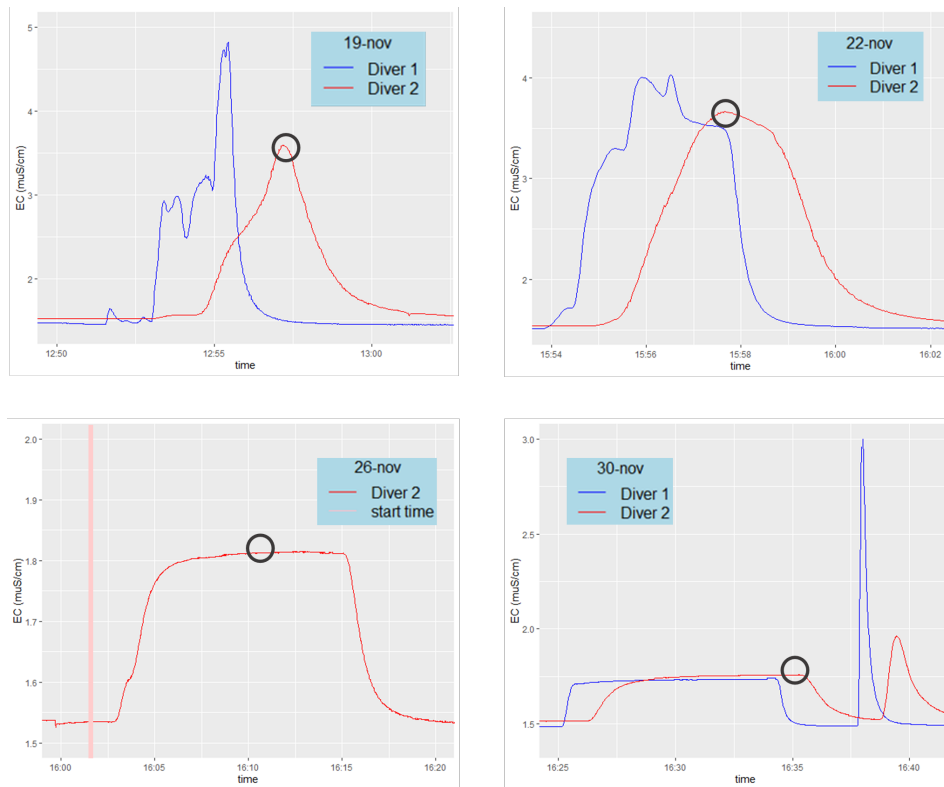 19-nov
Diver 1
Diver 2
5
4
3
2
EC (muS/cm)
12:50
12:55
13:00
time
22-nov
Diver 1
Diver 2
4
3
2
EC (muS/cm)
15:54
15:56
15:58
16:00
16:02
time
26-nov
Diver 2
start time
2.0
1.9
1.8
1.7
1.6
1.5
EC (muS/cm)
16:00
16:05
16:10
16:15
16:20
time
30-nov
Diver 1
Diver 2
3.0
2.5
2.0
1.5
EC (muS/cm)
16:25
16:30
16:35
16:40
time